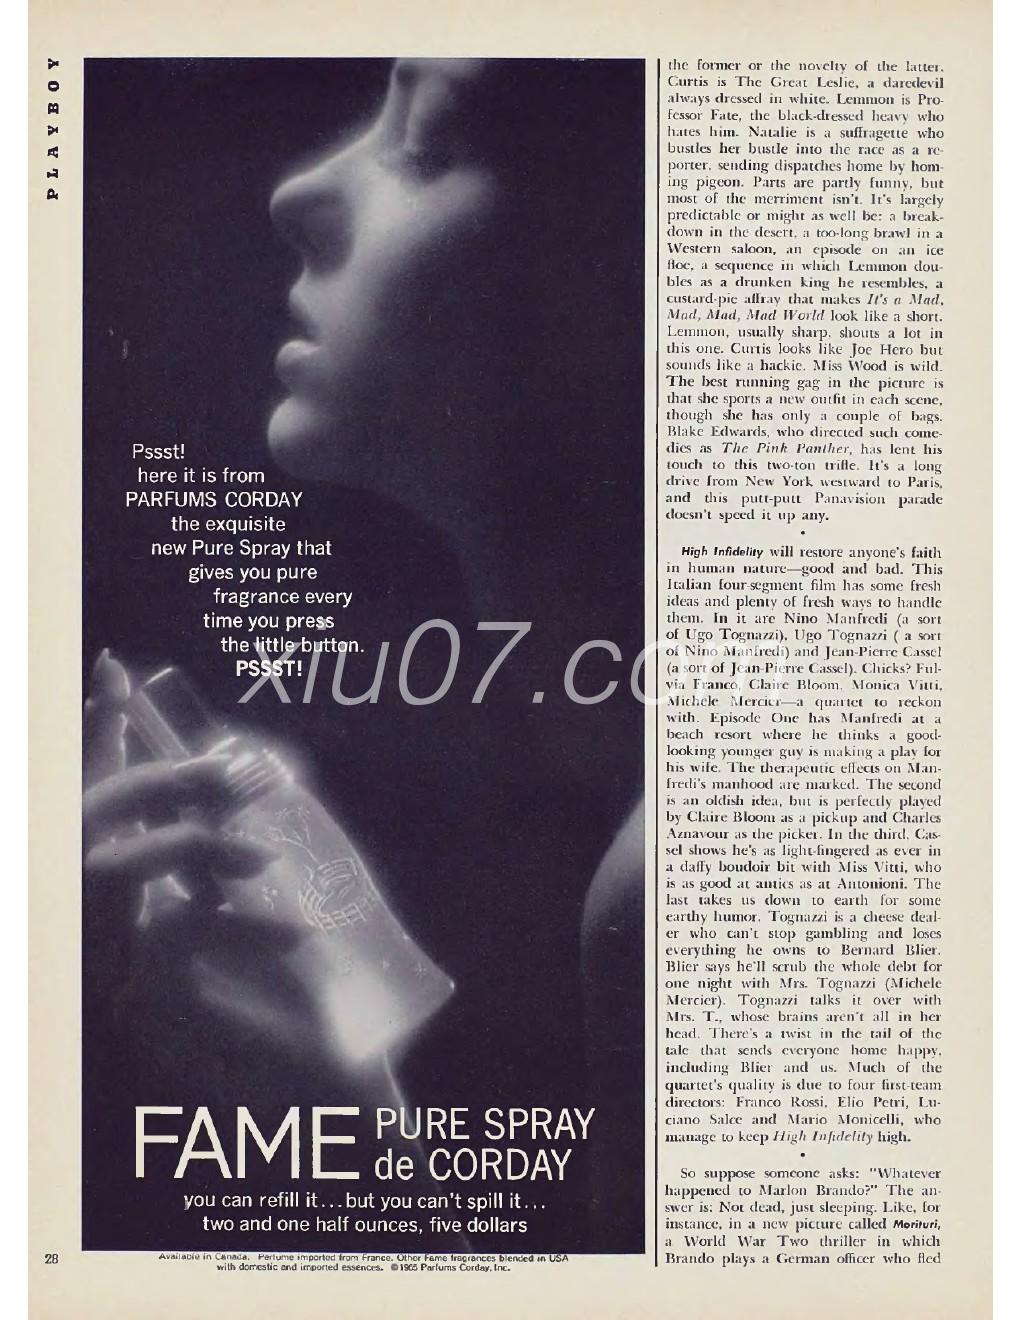 PLAYBOY
Pssst!
here it is from
PARFUMS CORDAY
the exquisite
new Pure Spray that
gives you pure
fragrance every
time you press
the little button.
PSSST!
xiu07.com
FAME PURE SPRAY
de CORDAY
you can refill it...but you can't spill it...
two and one half ounces, five dollars
Available in Canada. Perfume imported from France. Other Fame fragrances blended in USA
with domestic and imported essences. ©1965 Parfums Corday, Inc.
28
the former or the novelty of the latter.
Curtis is The Great Leslie, a daredevil
always dressed in white. Lemmon is Pro-
fessor Fate, the black-dressed heavy who
hates him. Natalie is a suffragette who
bustles her bustle into the race as a re-
porter, sending dispatches home by hom-
ing pigeon. Parts are partly funny, but
most of the merriment isn't. It's largely
predictable or might as well be: a break-
down in the desert, a too-long brawl in a
Western saloon, an episode on an ice
floe, a sequence in which Lemmon dou-
bles as a drunken king he resembles, a
custard-pie affray that makes It's a Mad,
Mad, Mad, Mad World look like a short.
Lemmon, usually sharp, shouts a lot in
this one. Curtis looks like Joe Hero but
sounds like a hackie. Miss Wood is wild.
The best running gag in the picture is
that she sports a new outfit in each scene,
though she has only a couple of bags.
Blake Edwards, who directed such come-
dies as The Pink Panther, has lent his
touch to this two-ton trifle. It's a long
drive from New York westward to Paris,
and this putt-putt Panavision parade
doesn't speed it up any.
•
High Infidelity will restore anyone's faith
in human nature—good and bad. This
Italian four-segment film has some fresh
ideas and plenty of fresh ways to handle
them. In it are Nino Manfredi (a sort
of Ugo Tognazzi), Ugo Tognazzi ( a sort
of Nino Manfredi) and Jean-Pierre Cassel
(a sort of Jean-Pierre Cassel). Chicks? Ful-
via Franco, Claire Bloom, Monica Vitti,
Michèle Mercier—a quartet to reckon
with. Episode One has Manfredi at a
beach resort where he thinks a good-
looking younger guy is making a play for
his wife. The therapeutic effects on Man-
fredi's manhood are marked. The second
is an oldish idea, but is perfectly played
by Claire Bloom as a pickup and Charles
Aznavour as the picker. In the third, Cas-
sel shows he's as light-fingered as ever in
a daffy boudoir bit with Miss Vitti, who
is as good at antics as at Antonioni. The
last takes us down to earth for some
earthy humor. Tognazzi is a cheese deal-
er who can't stop gambling and loses
everything he owns to Bernard Blier.
Blier says he'll scrub the whole debt for
one night with Mrs. Tognazzi (Michele
Mercier). Tognazzi talks it over with
Mrs. T., whose brains aren't all in her
head. There's a twist in the tail of the
tale that sends everyone home happy,
including Blier and us. Much of the
quartet's quality is due to four first-team
directors: Franco Rossi, Elio Petri, Lu-
ciano Salce and Mario Monicelli, who
manage to keep High Infidelity high.
•
So suppose someone asks: "Whatever
happened to Marlon Brando?" The an-
swer is: Not dead, just sleeping. Like, for
instance, in a new picture called Morituri,
a World War Two thriller in which
Brando plays a German officer who fled